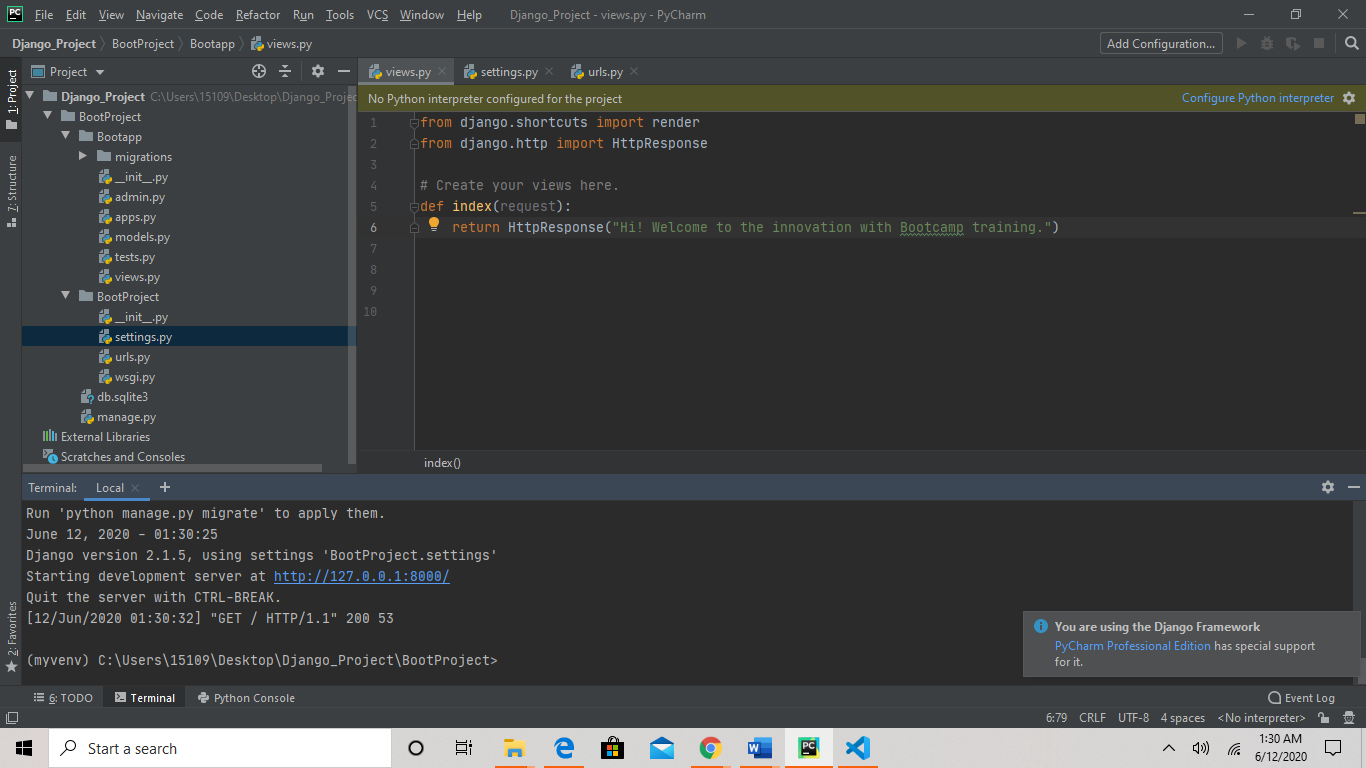 PC File Edit View Navigate Code Refactor Run Tools VCS Window Help Django_Project - views.py - PyCharm
Django_Project BootProject Bootapp views.py Add Configuration...
1: Project
7: Structure
2: Favorites
Project
Django_Project C:\Users\15109\Desktop\Django_Projec
BootProject
Bootapp
migrations
__init__.py
admin.py
apps.py
models.py
tests.py
views.py
BootProject
__init__.py
settings.py
urls.py
wsgi.py
db.sqlite3
manage.py
External Libraries
Scratches and Consoles
views.py settings.py urls.py
No Python interpreter configured for the project Configure Python interpreter
1 from django.shortcuts import render
2 from django.http import HttpResponse
3
4 # Create your views here.
5 def index(request):
6 return HttpResponse("Hi! Welcome to the innovation with Bootcamp training.")
7
8
9
10
index()
Terminal: Local +
Run 'python manage.py migrate' to apply them.
June 12, 2020 - 01:30:25
Django version 2.1.5, using settings 'BootProject.settings'
Starting development server at http://127.0.0.1:8000/
Quit the server with CTRL-BREAK.
[12/Jun/2020 01:30:32] "GET / HTTP/1.1" 200 53
(myvenv) C:\Users\15109\Desktop\Django_Project\BootProject>
You are using the Django Framework
PyCharm Professional Edition has special support
for it.
6: TODO Terminal Python Console Event Log
6:79 CRLF UTF-8 4 spaces <No interpreter>
Start a search
W PC
1:30 AM
6/12/2020